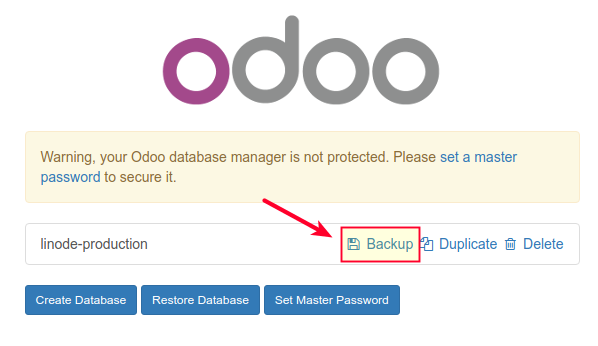 odoo
Warning, your Odoo database manager is not protected. Please set a master
password to secure it.
linode-production Backup Duplicate Delete
Create Database Restore Database Set Master Password